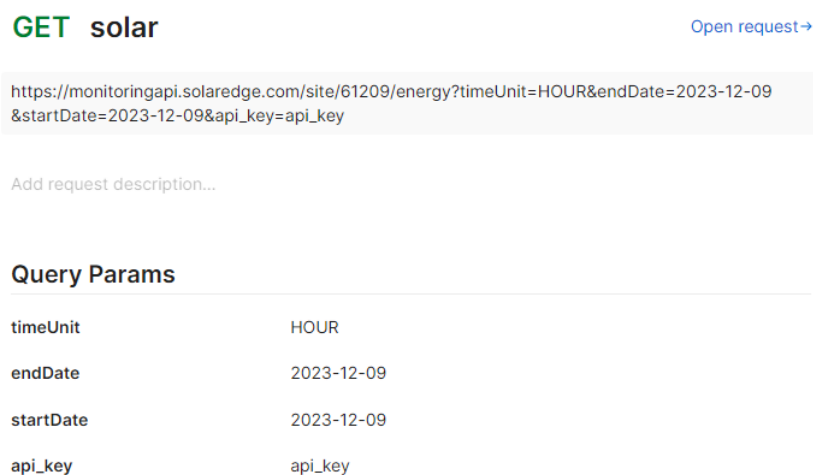 GET solar
Open request→
https://monitoringapi.solaredge.com/site/61209/energy?timeUnit=HOUR&endDate=2023-12-09
&startDate=2023-12-09&api_key=api_key
Add request description...
Query Params
timeUnit HOUR
endDate 2023-12-09
startDate 2023-12-09
api_key api_key